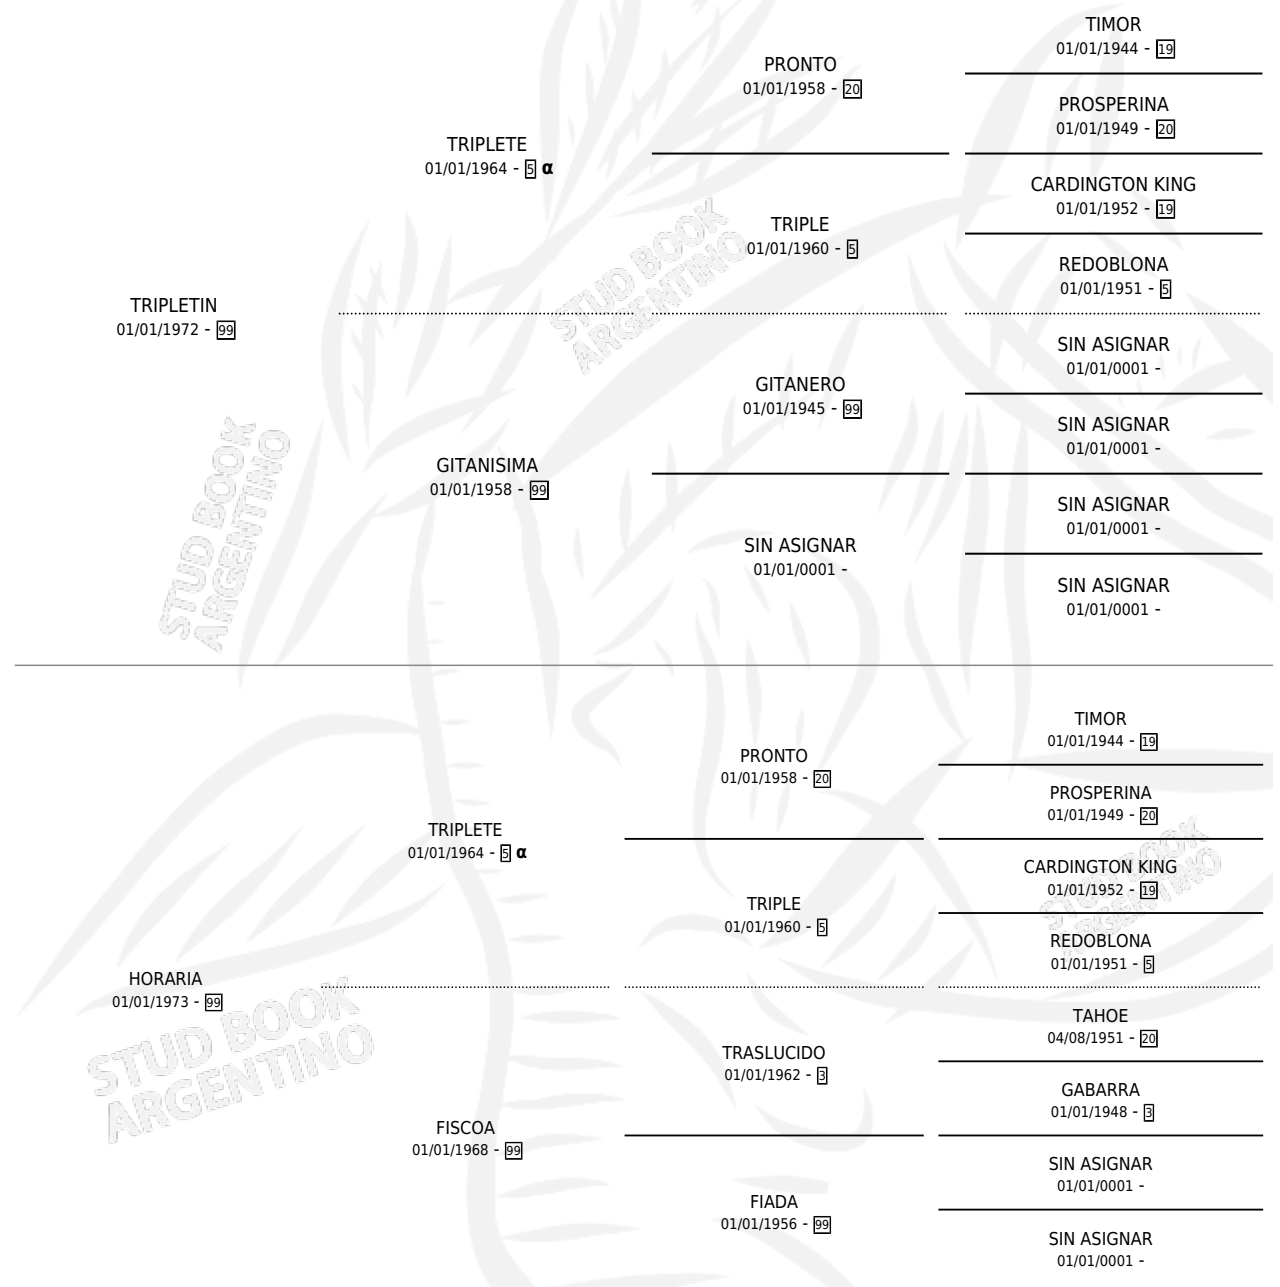 TIMOR
01/01/1944 - 19
PRONTO
01/01/1958 - 20
PROSPERINA
01/01/1949 - 20
TRIPLETE
01/01/1964 - 5 α
CARDINGTON KING
01/01/1952 - 19
TRIPLE
01/01/1960 - 5
REDOBLONA
01/01/1951 - 5
TRIPLETIN
01/01/1972 - 99
SIN ASIGNAR
01/01/0001 -
GITANERO
01/01/1945 - 99
SIN ASIGNAR
01/01/0001 -
GITANISIMA
01/01/1958 - 99
SIN ASIGNAR
01/01/0001 -
SIN ASIGNAR
01/01/0001 -
SIN ASIGNAR
01/01/0001 -
STUD BOOK
ARGENTINO
STUD BOOK
ARGENTINO
TIMOR
01/01/1944 - 19
PRONTO
01/01/1958 - 20
PROSPERINA
01/01/1949 - 20
TRIPLETE
01/01/1964 - 5 α
CARDINGTON KING
01/01/1952 - 19
TRIPLE
01/01/1960 - 5
REDOBLONA
01/01/1951 - 5
HORARIA
01/01/1973 - 99
TAHOE
04/08/1951 - 20
TRASLUCIDO
01/01/1962 - 3
GABARRA
01/01/1948 - 3
FISCOA
01/01/1968 - 99
SIN ASIGNAR
01/01/0001 -
FIADA
01/01/1956 - 99
SIN ASIGNAR
01/01/0001 -
STUD BOOK
ARGENTINO
STUD BOOK
ARGENTINO